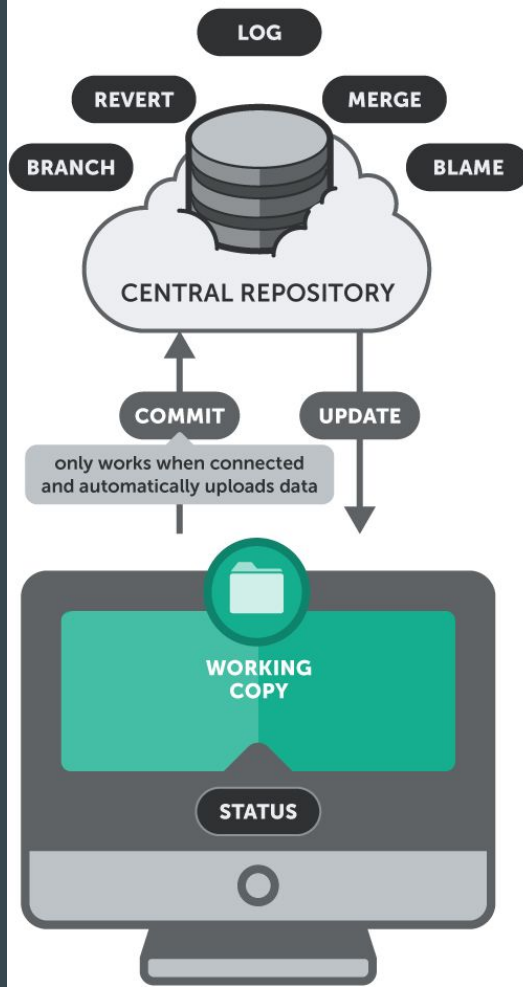 LOG
REVERT
MERGE
BRANCH
BLAME
CENTRAL REPOSITORY
COMMIT
UPDATE
only works when connected
and automatically uploads data
WORKING
COPY
STATUS